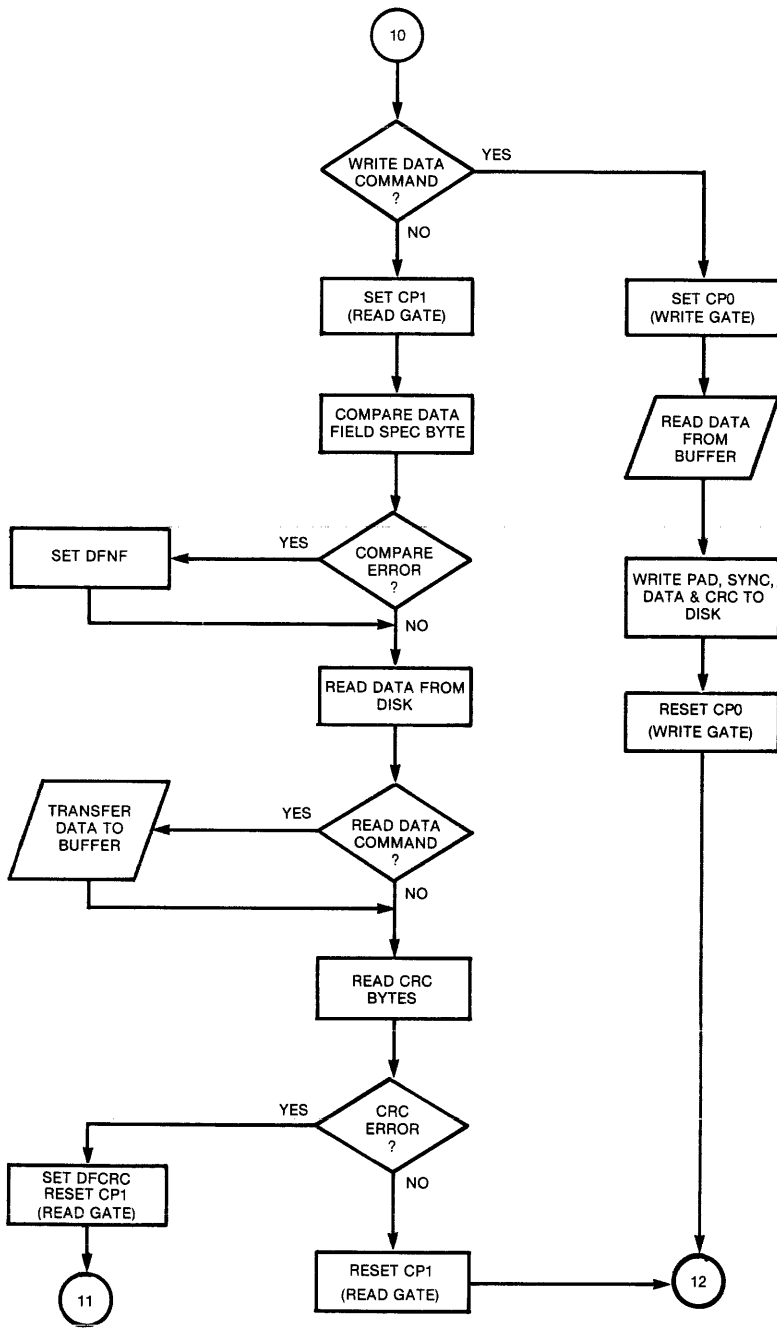 10
WRITE DATA
COMMAND
?
YES
NO
SET CP1
(READ GATE)
SET CP0
(WRITE GATE)
COMPARE DATA
FIELD SPEC BYTE
READ DATA
FROM
BUFFER
SET DFNF
YES
COMPARE
ERROR
?
NO
WRITE PAD, SYNC,
DATA & CRC TO
DISK
READ DATA FROM
DISK
RESET CP0
(WRITE GATE)
TRANSFER
DATA TO
BUFFER
YES
READ DATA
COMMAND
?
NO
READ CRC
BYTES
YES
CRC
ERROR
?
NO
SET DFCRC
RESET CP1
(READ GATE)
RESET CP1
(READ GATE)
11
12